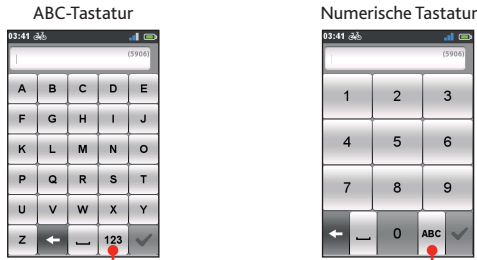 ABC-Tastatur
03:41
(5906)
A B C D E
F G H I J
K L M N O
P Q R S T
U V W X Y
Z 123
Numerische Tastatur
03:41
(5906)
1 2 3
4 5 6
7 8 9
0 ABC